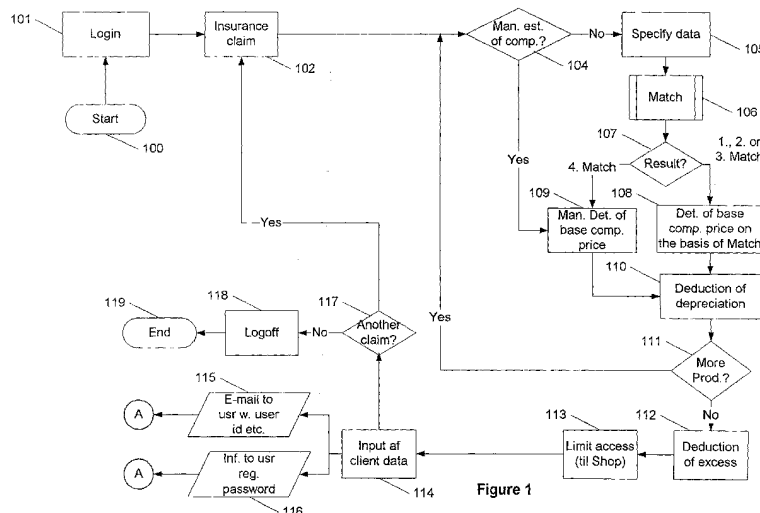 101
Login
Insurance
claim
102
Man. est.
of comp.?
104
No
Specify data
105
Start
100
Match
106
107
Result?
1., 2. or
3. Match
4. Match
Yes
109
Man. Det. of
base comp.
price
108
Det. of base
comp. price on
the basis of Match
Yes
110
Deduction of
depreciation
119
End
118
Logoff
No
117
Another
claim?
Yes
111
More
Prod.?
No
115
E-mail to
usr w. user
id etc.
A
A
Inf. to usr
reg.
password
116
Input af
client data
114
113
Limit access
(til Shop)
112
Deduction
of excess
Figure 1